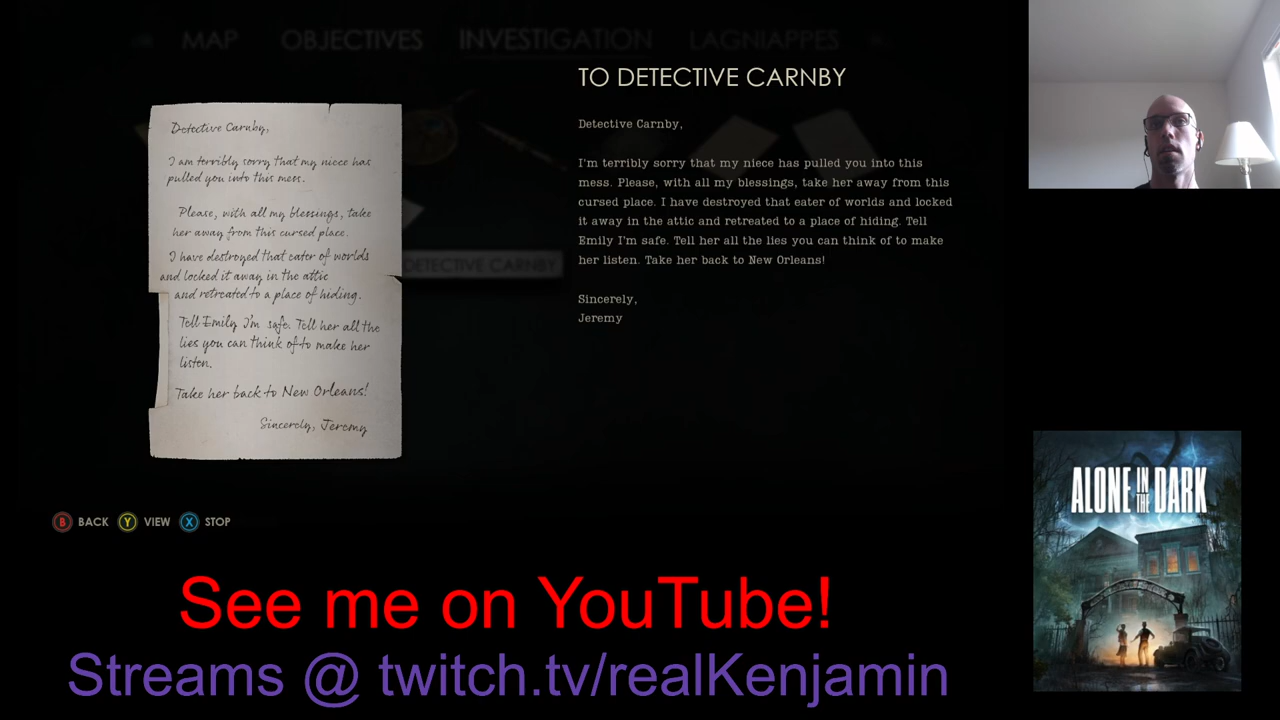 MAP OBJECTIVES INVESTIGATION LAGNIAPPES
TO DETECTIVE CARNBY
Detective Carnby,
I am terribly sorry that my niece has
pulled you into this mess.
Please, with all my blessings, take
her away from this cursed place.
I have destroyed that eater of worlds
and locked it away in the attic
and retreated to a place of hiding.
Tell Emily I'm safe. Tell her all the
lies you can think of to make her
listen.
Take her back to New Orleans!
Sincerely, Jeremy
DETECTIVE CARNBY
Detective Carnby,
I'm terribly sorry that my niece has pulled you into this
mess. Please, with all my blessings, take her away from this
cursed place. I have destroyed that eater of worlds and locked
it away in the attic and retreated to a place of hiding. Tell
Emily I'm safe. Tell her all the lies you can think of to make
her listen. Take her back to New Orleans!
Sincerely,
Jeremy
B BACK Y VIEW X STOP
ALONE IN THE DARK
See me on YouTube!
Streams @ twitch.tv/realKenjamin